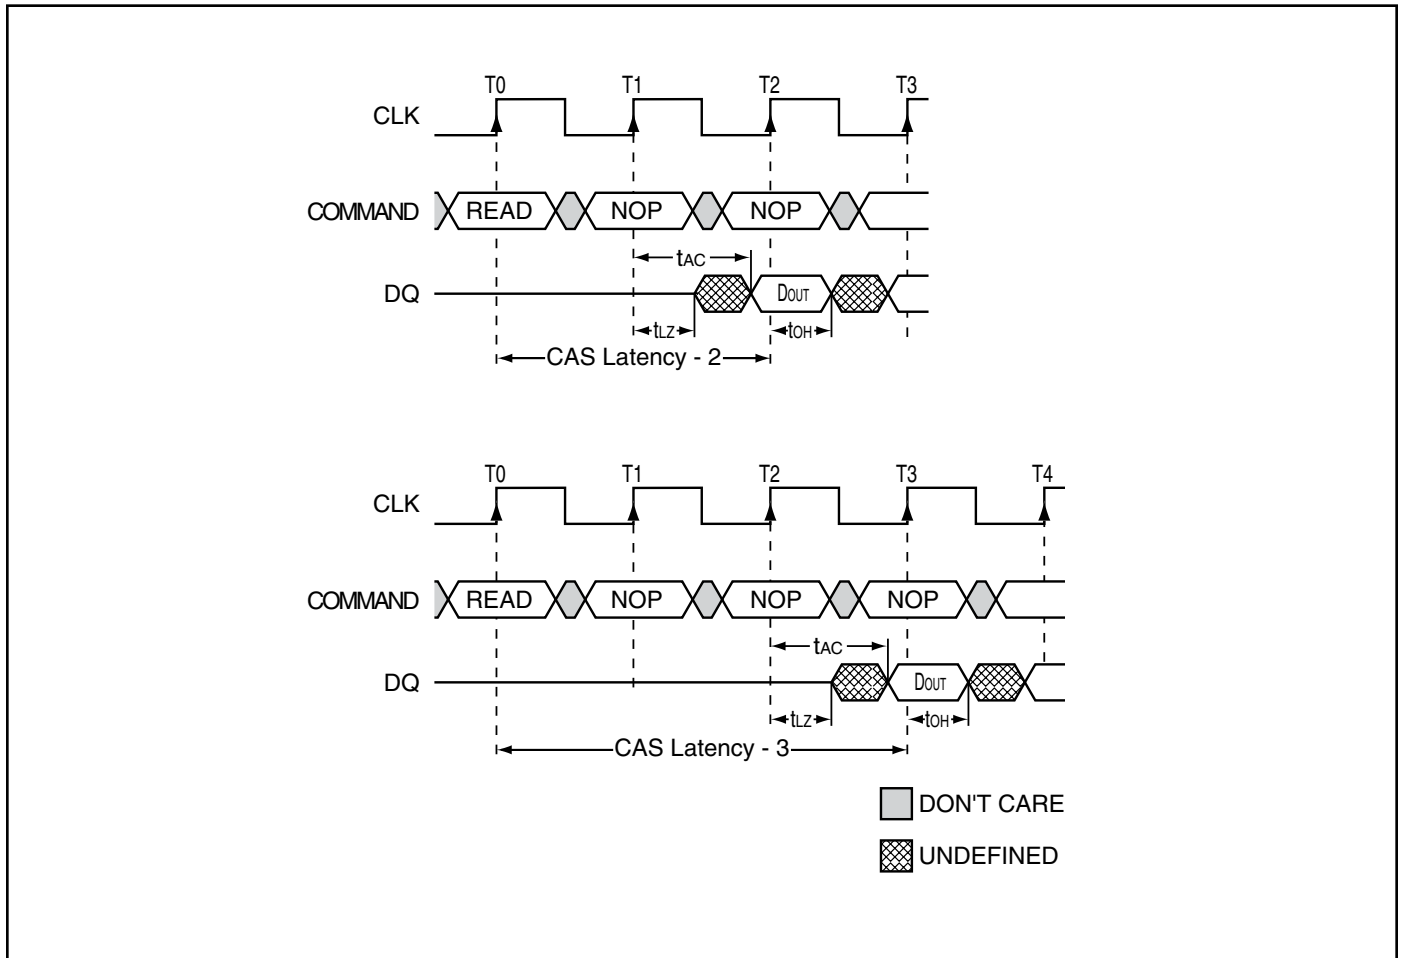 T0 T1 T2 T3
CLK
COMMAND READ NOP NOP
tAC
DQ DOUT
tLZ tOH
CAS Latency - 2
T0 T1 T2 T3 T4
CLK
COMMAND READ NOP NOP NOP
tAC
DQ DOUT
tLZ tOH
CAS Latency - 3
DON'T CARE
UNDEFINED